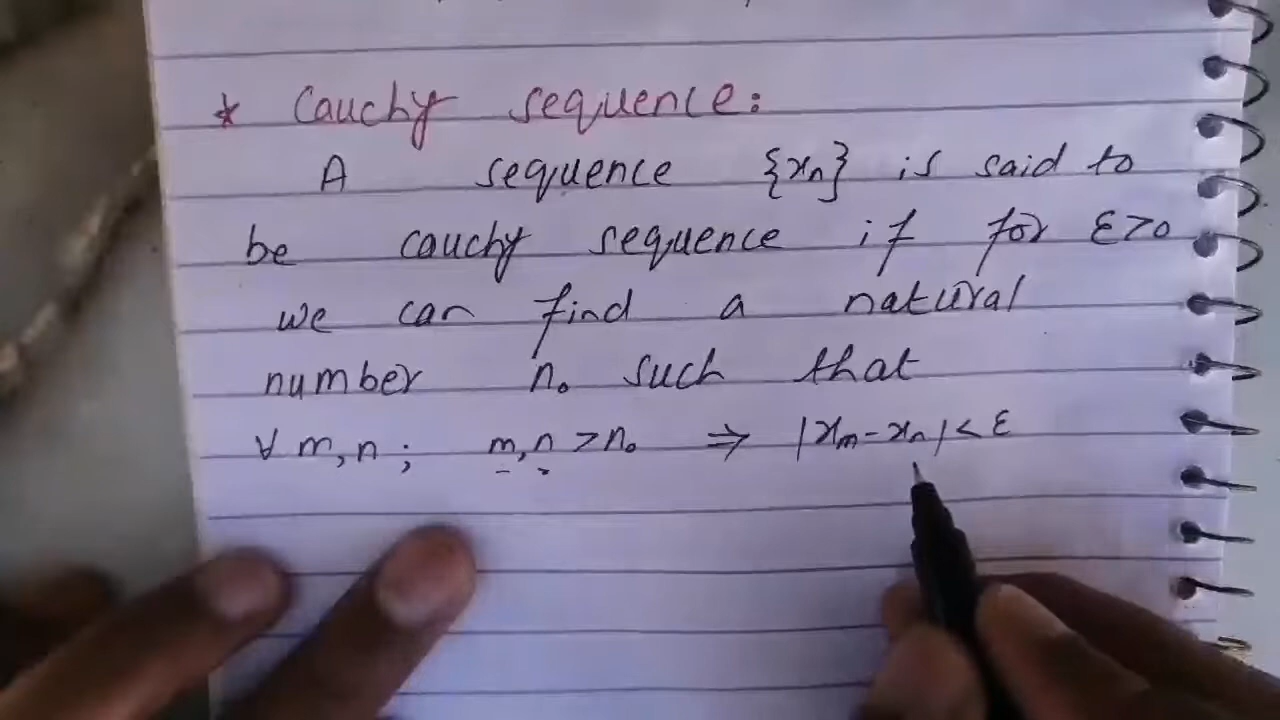 * Cauchy sequence:
A sequence {xₙ} is said to
be cauchy sequence if for ε>0
we can find a natural
number n₀ such that
∀ m,n ; m,n >n₀ ⇒ |xₘ-xₙ|<ε